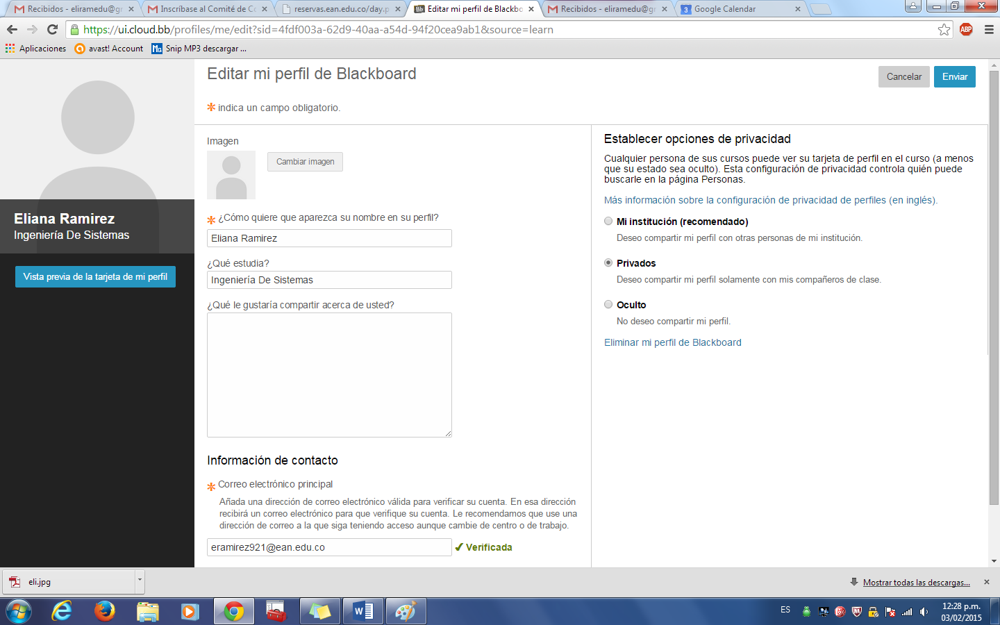 Recibidos - eliramedu@gr
Inscríbase al Comité de Co
reservas.ean.edu.co/day.p
Editar mi perfil de Blackbo
Recibidos - eliramedu@gr
Google Calendar
https://ui.cloud.bb/profiles/me/edit?sid=4fdf003a-62d9-40aa-a54d-94f20cea9ab1&source=learn
ABP
Aplicaciones
avast! Account
Snip MP3 descargar ...
Editar mi perfil de Blackboard
Cancelar
Enviar
* indica un campo obligatorio.
Eliana Ramirez
Ingeniería De Sistemas
Vista previa de la tarjeta de mi perfil
Imagen
Cambiar imagen
* ¿Cómo quiere que aparezca su nombre en su perfil?
Eliana Ramirez
¿Qué estudia?
Ingeniería De Sistemas
¿Qué le gustaría compartir acerca de usted?
Información de contacto
* Correo electrónico principal
Añada una dirección de correo electrónico válida para verificar su cuenta. En esa dirección
recibirá un correo electrónico para que verifique su cuenta. Le recomendamos que use una
dirección de correo a la que siga teniendo acceso aunque cambie de centro o de trabajo.
eramirez921@ean.edu.co
✔ Verificada
Establecer opciones de privacidad
Cualquier persona de sus cursos puede ver su tarjeta de perfil en el curso (a menos
que su estado sea oculto). Esta configuración de privacidad controla quién puede
buscarle en la página Personas.
Más información sobre la configuración de privacidad de perfiles (en inglés).
Mi institución (recomendado)
Deseo compartir mi perfil con otras personas de mi institución.
Privados
Deseo compartir mi perfil solamente con mis compañeros de clase.
Oculto
No deseo compartir mi perfil.
Eliminar mi perfil de Blackboard
eli.jpg
Mostrar todas las descargas...
ES
12:28 p.m.
03/02/2015